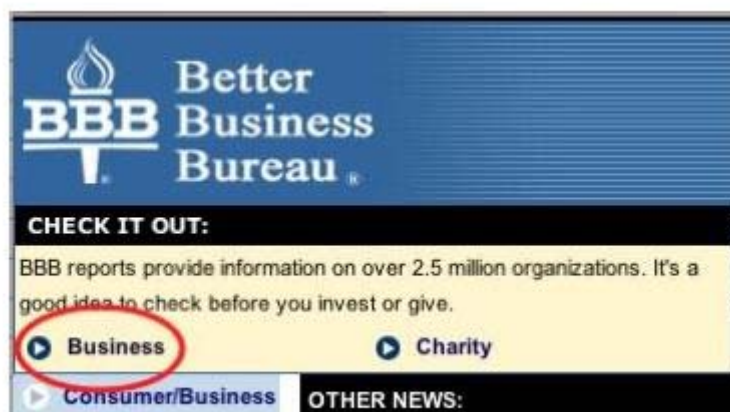 BBB Better
Business
Bureau ®
CHECK IT OUT:
BBB reports provide information on over 2.5 million organizations. It's a
good idea to check before you invest or give.
Business Charity
Consumer/Business OTHER NEWS: